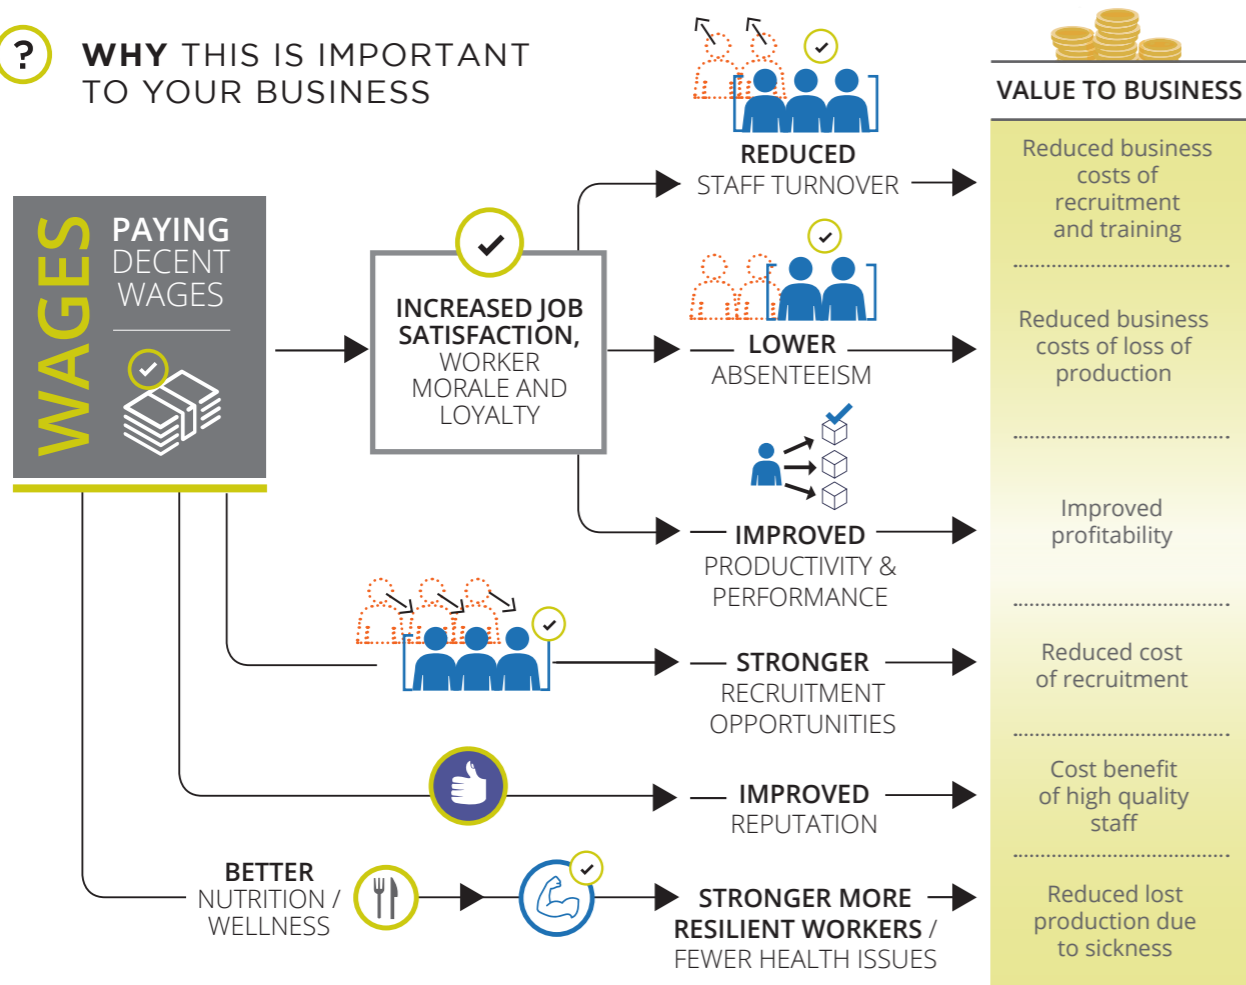 ?
WHY THIS IS IMPORTANT
TO YOUR BUSINESS
WAGES
PAYING
DECENT
WAGES
INCREASED JOB
SATISFACTION,
WORKER
MORALE AND
LOYALTY
REDUCED
STAFF TURNOVER
LOWER
ABSENTEEISM
IMPROVED
PRODUCTIVITY &
PERFORMANCE
STRONGER
RECRUITMENT
OPPORTUNITIES
IMPROVED
REPUTATION
BETTER
NUTRITION /
WELLNESS
STRONGER MORE
RESILIENT WORKERS /
FEWER HEALTH ISSUES
VALUE TO BUSINESS
Reduced business
costs of
recruitment
and training
Reduced business
costs of loss of
production
Improved
profitability
Reduced cost
of recruitment
Cost benefit
of high quality
staff
Reduced lost
production due
to sickness